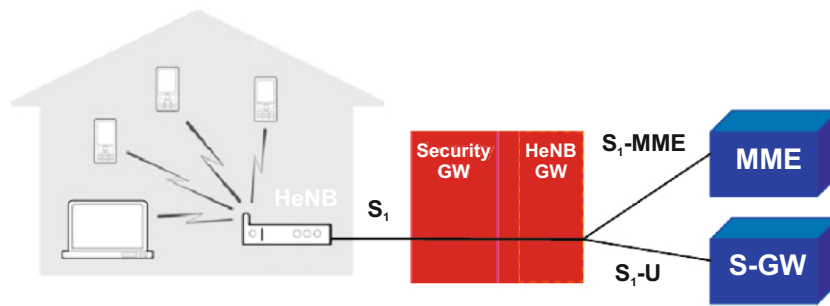 HeNB
S₁
Security
GW
HeNB
GW
S₁-MME
S₁-U
MME
S-GW